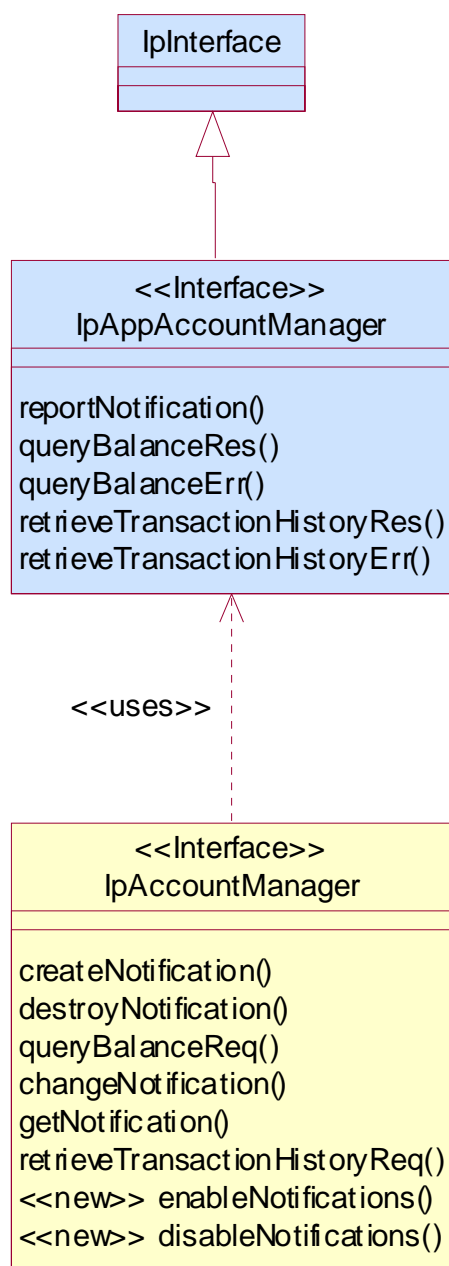 IpInterface
<<Interface>>
IpAppAccountManager
reportNotification()
queryBalanceRes()
queryBalanceErr()
retrieveTransactionHistoryRes()
retrieveTransactionHistoryErr()
<<uses>>
<<Interface>>
IpAccountManager
createNotification()
destroyNotification()
queryBalanceReq()
changeNotification()
getNotification()
retrieveTransactionHistoryReq()
<<new>> enableNotifications()
<<new>> disableNotifications()